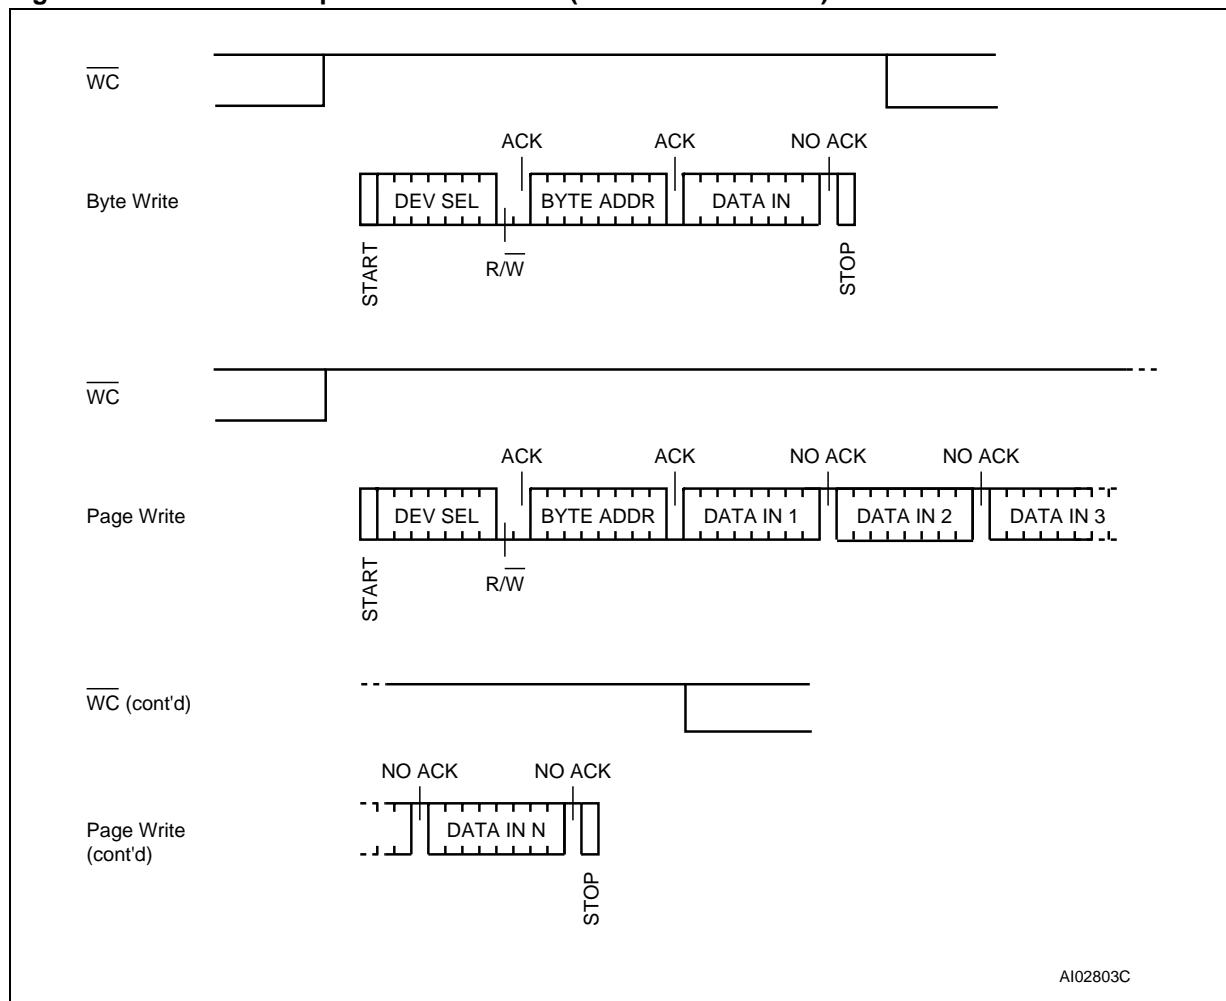 WC
ACK ACK NO ACK
Byte Write
DEV SEL BYTE ADDR DATA IN
START
R/W
STOP
WC
ACK ACK NO ACK NO ACK
Page Write
DEV SEL BYTE ADDR DATA IN 1 DATA IN 2 DATA IN 3
START
R/W
WC (cont'd)
NO ACK NO ACK
Page Write
(cont'd)
DATA IN N
STOP
AI02803C